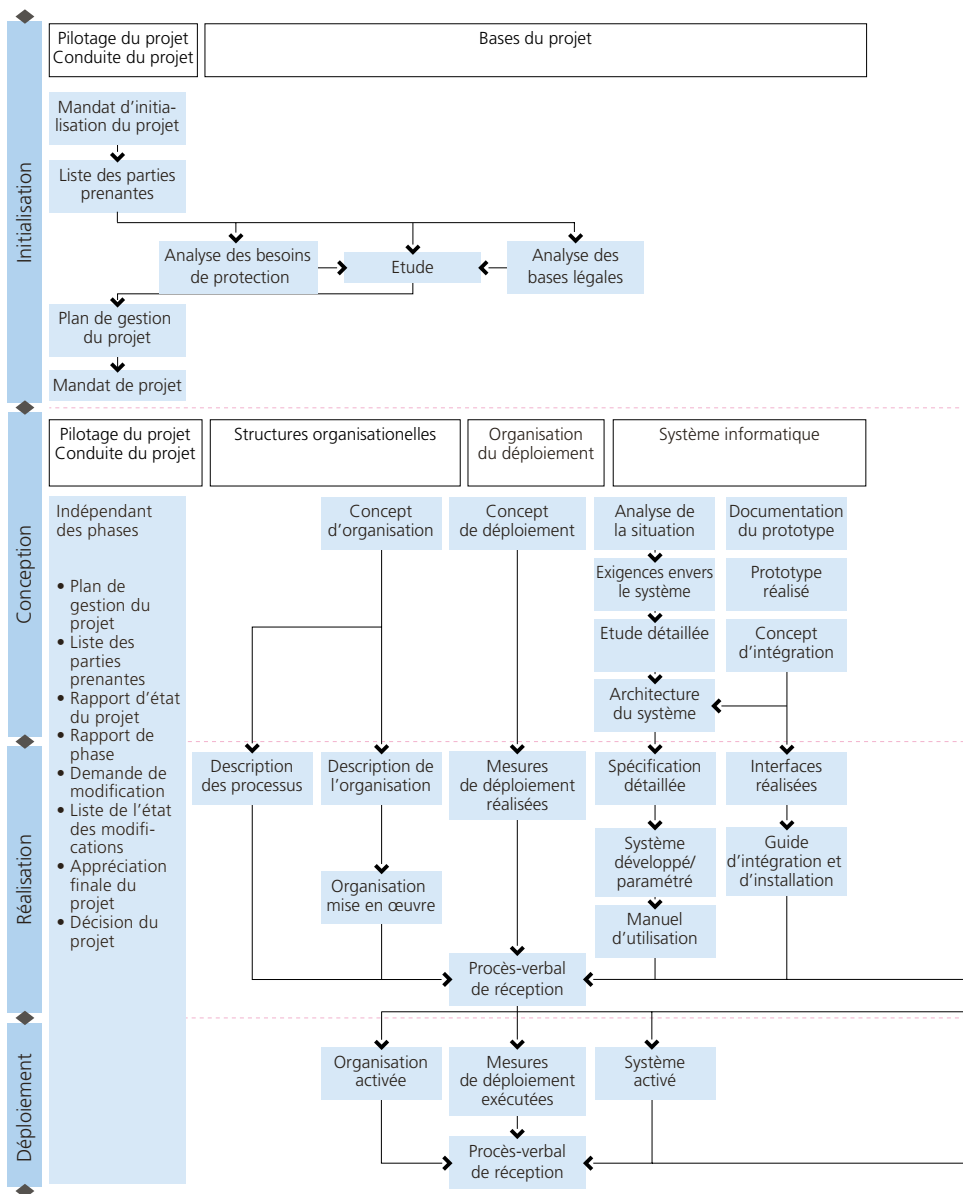 Initialisation
Pilotage du projet
Conduite du projet
Bases du projet
Mandat d'initia-
lisation du projet
Liste des parties
prenantes
Analyse des besoins
de protection
Etude
Analyse des
bases légales
Plan de gestion
du projet
Mandat de projet
Conception
Pilotage du projet
Conduite du projet
Structures organisationelles
Organisation
du déploiement
Système informatique
Indépendant
des phases
• Plan de
gestion du
projet
• Liste des
parties
prenantes
• Rapport d'état
du projet
• Rapport de
phase
• Demande de
modification
• Liste de l'état
des modifi-
cations
• Appréciation
finale du
projet
• Décision du
projet
Concept
d'organisation
Concept
de déploiement
Analyse de
la situation
Documentation
du prototype
Exigences envers
le système
Prototype
réalisé
Etude détaillée
Concept
d'intégration
Architecture
du système
Réalisation
Description
des processus
Description de
l'organisation
Mesures
de déploiement
réalisées
Spécification
détaillée
Interfaces
réalisées
Organisation
mise en œuvre
Système
développé/
paramétré
Guide
d'intégration et
d'installation
Manuel
d'utilisation
Procès-verbal
de réception
Déploiement
Organisation
activée
Mesures
de déploiement
exécutées
Système
activé
Procès-verbal
de réception